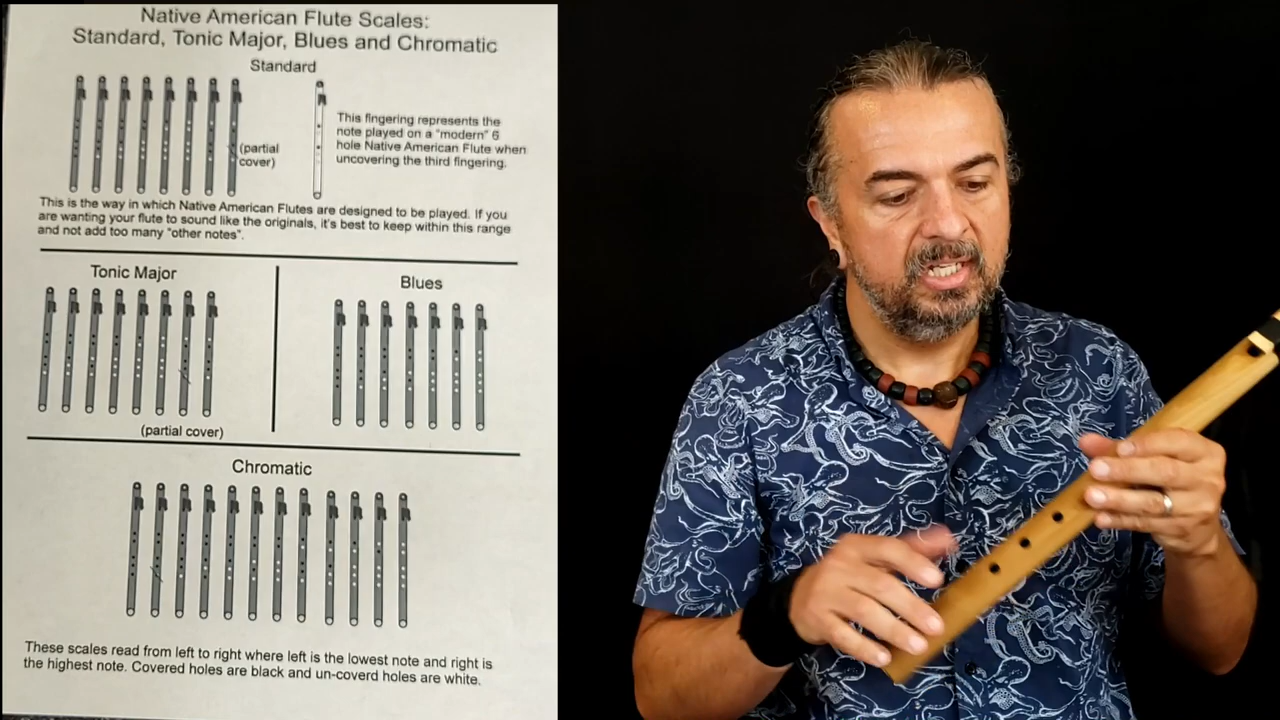 Native American Flute Scales:
Standard, Tonic Major, Blues and Chromatic
Standard
(partial
cover)
This fingering represents the
note played on a "modern" 6
hole Native American Flute when
uncovering the third fingering.
This is the way in which Native American Flutes are designed to be played. If you
are wanting your flute to sound like the originals, it's best to keep within this range
and not add too many "other notes".
Tonic Major
Blues
(partial cover)
Chromatic
These scales read from left to right where left is the lowest note and right is
the highest note. Covered holes are black and un-coverd holes are white.